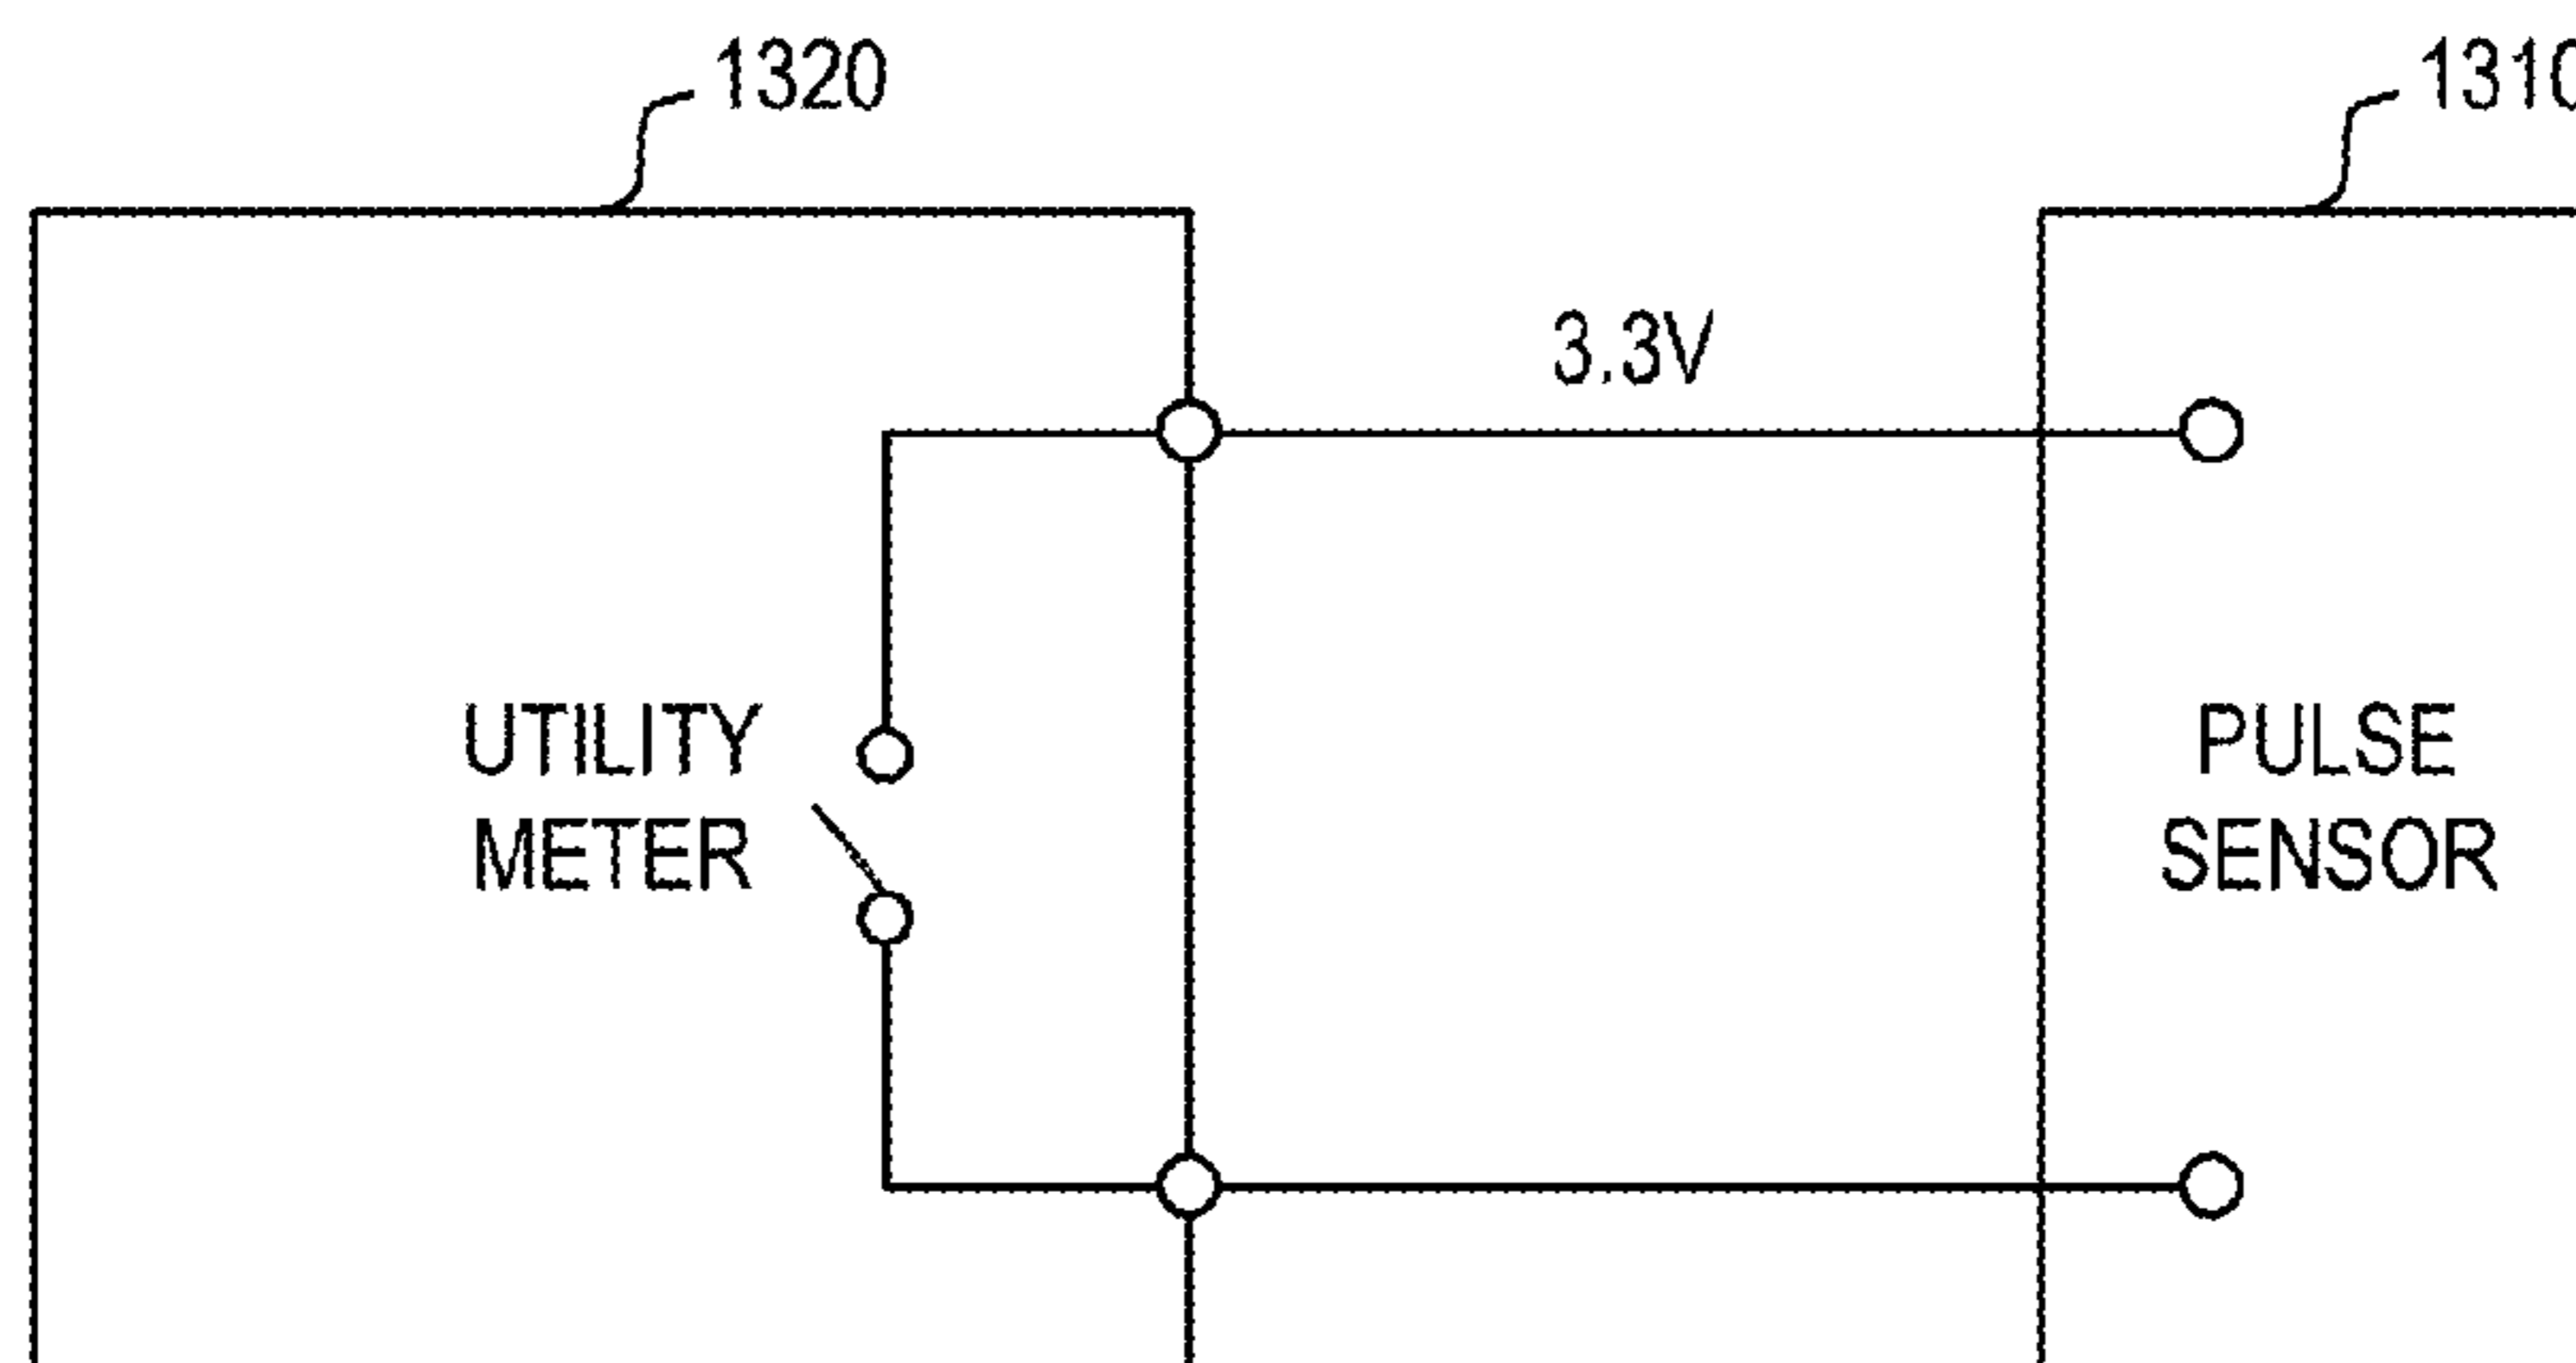 1320
1310
3.3V
UTILITY
METER
PULSE
SENSOR